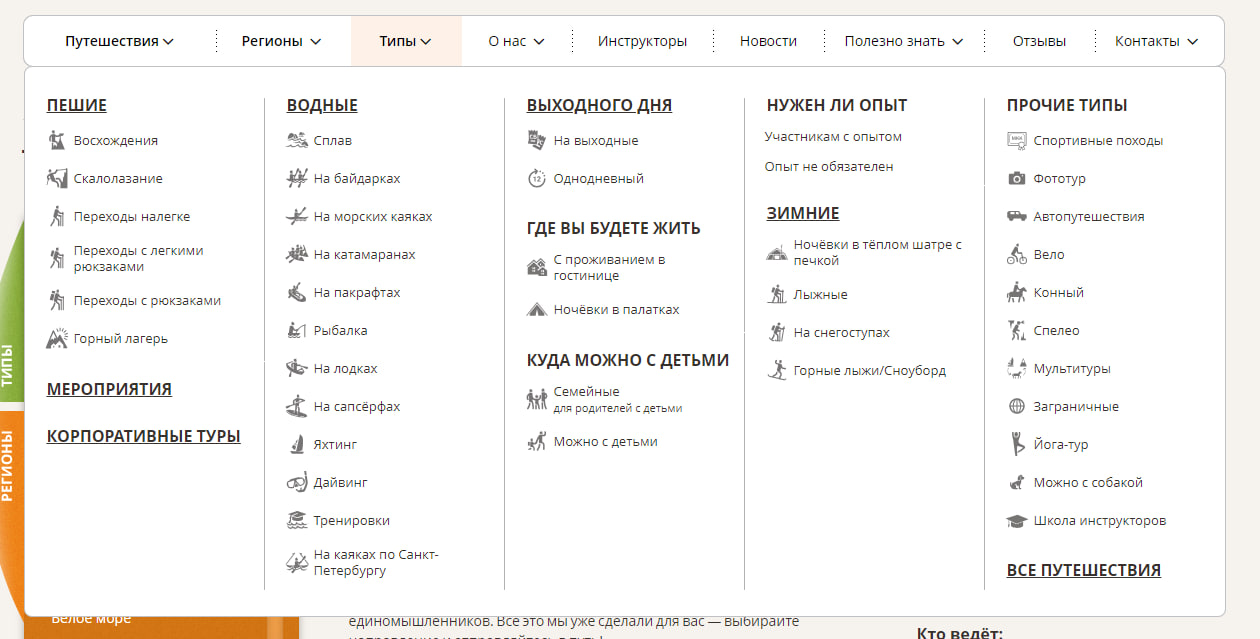 Путешествия
Регионы
Типы
О нас
Инструкторы
Новости
Полезно знать
Отзывы
Контакты
ПЕШИЕ
Восхождения
Скалолазание
Переходы налегке
Переходы с легкими
рюкзаками
Переходы с рюкзаками
Горный лагерь
МЕРОПРИЯТИЯ
КОРПОРАТИВНЫЕ ТУРЫ
ВОДНЫЕ
Сплав
На байдарках
На морских каяках
На катамаранах
На пакрафтах
Рыбалка
На лодках
На сапсёрфах
Яхтинг
Дайвинг
Тренировки
На каяках по Санкт-
Петербургу
ВЫХОДНОГО ДНЯ
На выходные
12
Однодневный
ГДЕ ВЫ БУДЕТЕ ЖИТЬ
С проживанием в
гостинице
Ночёвки в палатках
КУДА МОЖНО С ДЕТЬМИ
Семейные
для родителей с детьми
Можно с детьми
НУЖЕН ЛИ ОПЫТ
Участникам с опытом
Опыт не обязателен
ЗИМНИЕ
Ночёвки в тёплом шатре с
печкой
Лыжные
На снегоступах
Горные лыжи/Сноуборд
ПРОЧИЕ ТИПЫ
Спортивные походы
Фототур
Автопутешествия
Вело
Конный
Спелео
Мультитуры
Заграничные
Йога-тур
Можно с собакой
Школа инструкторов
ВСЕ ПУТЕШЕСТВИЯ
ТИПЫ
РЕГИОНЫ
Белое море
единомышленников. Все это мы уже сделали для вас — выбирайте
Кто ведёт: